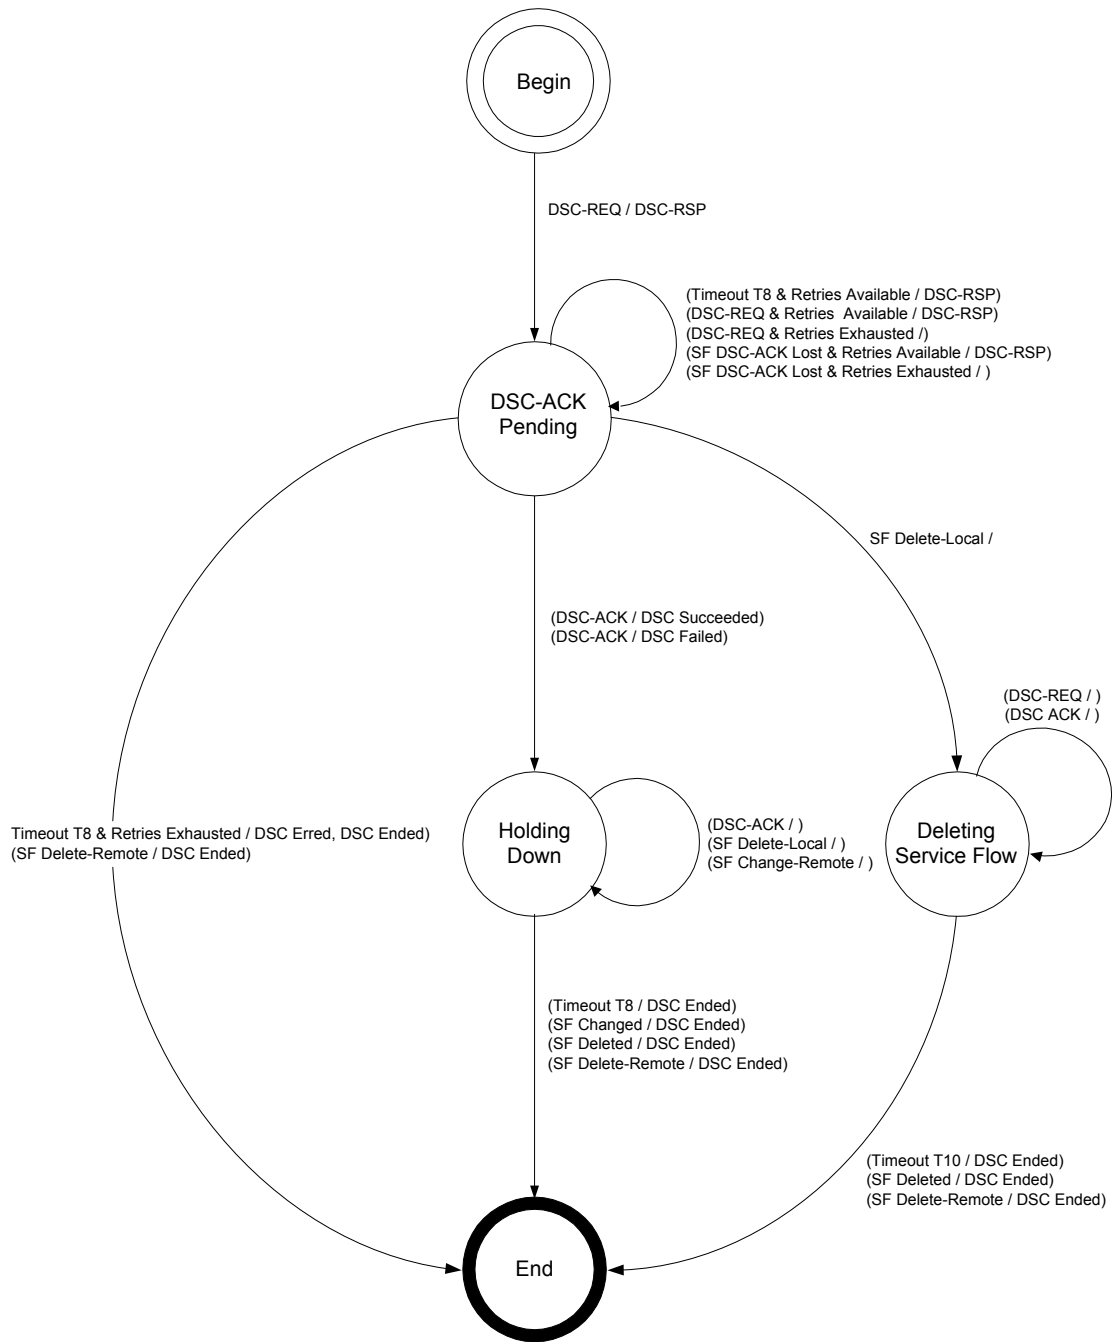 Begin
DSC-REQ / DSC-RSP
(Timeout T8 & Retries Available / DSC-RSP)
(DSC-REQ & Retries  Available / DSC-RSP)
(DSC-REQ & Retries Exhausted /)
(SF DSC-ACK Lost & Retries Available / DSC-RSP)
(SF DSC-ACK Lost & Retries Exhausted / )
DSC-ACK
Pending
SF Delete-Local /
(DSC-ACK / DSC Succeeded)
(DSC-ACK / DSC Failed)
(DSC-REQ / )
(DSC ACK / )
Timeout T8 & Retries Exhausted / DSC Erred, DSC Ended)
(SF Delete-Remote / DSC Ended)
Holding
Down
(DSC-ACK / )
(SF Delete-Local / )
(SF Change-Remote / )
Deleting
Service Flow
(Timeout T8 / DSC Ended)
(SF Changed / DSC Ended)
(SF Deleted / DSC Ended)
(SF Delete-Remote / DSC Ended)
(Timeout T10 / DSC Ended)
(SF Deleted / DSC Ended)
(SF Delete-Remote / DSC Ended)
End